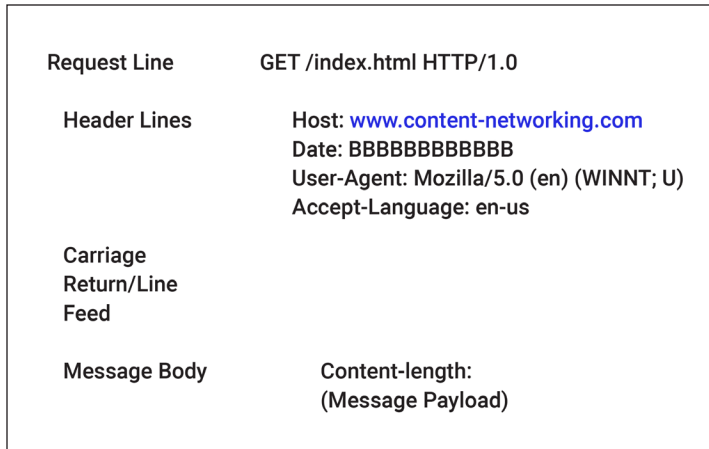 Request Line GET /index.html HTTP/1.0
Header Lines Host: www.content-networking.com
Date: BBBBBBBBBBBB
User-Agent: Mozilla/5.0 (en) (WINNT; U)
Accept-Language: en-us
Carriage
Return/Line
Feed
Message Body Content-length:
(Message Payload)